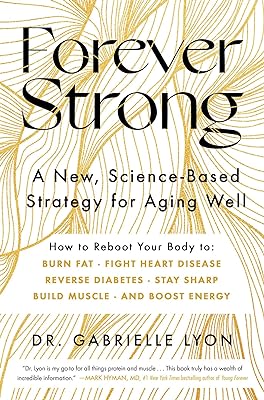 Forever
Strong
A New, Science-Based
Strategy for Aging Well
How to Reboot Your Body to:
BURN FAT • FIGHT HEART DISEASE
REVERSE DIABETES • STAY SHARP
BUILD MUSCLE • AND BOOST ENERGY
DR. GABRIELLE LYON
"Dr. Lyon is my go to for all things protein and muscle . . . This book truly has a wealth of
incredible information." —MARK HYMAN, MD, #1 New York Times bestselling author of Young Forever